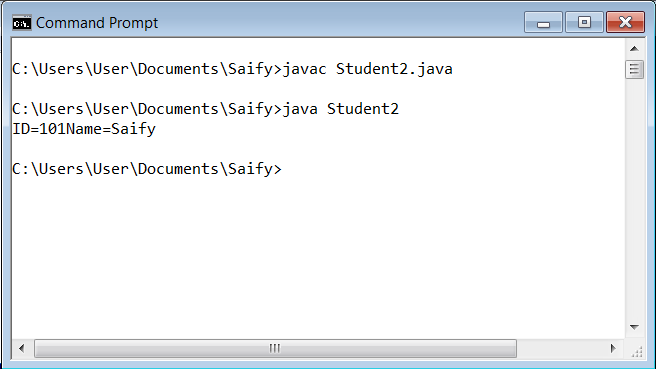 Command Prompt
C:\Users\User\Documents\Saify>javac Student2.java
C:\Users\User\Documents\Saify>java Student2
ID=101Name=Saify
C:\Users\User\Documents\Saify>